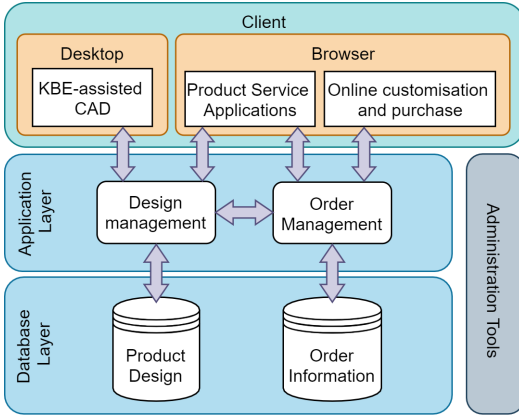 Client
Desktop
Browser
KBE-assisted
CAD
Product Service
Applications
Online customisation
and purchase
Application
Layer
Design
management
Order
Management
Administration Tools
Database
Layer
Product
Design
Order
Information